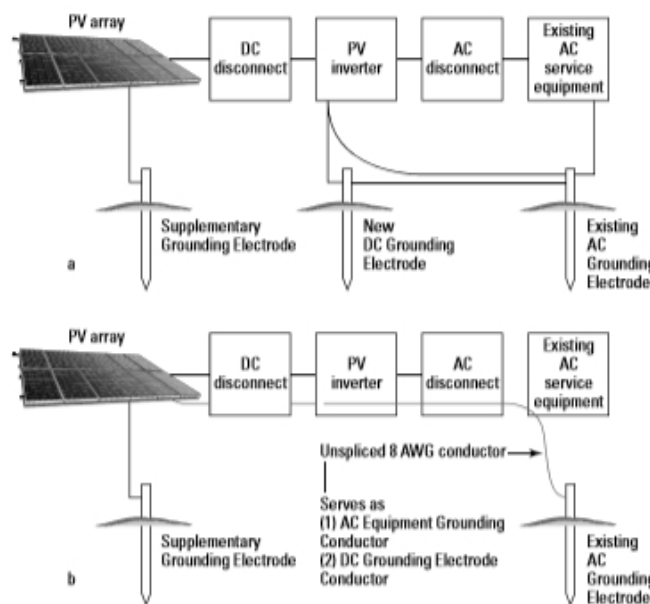 PV array
DC
disconnect
PV
inverter
AC
disconnect
Existing
AC
service
equipment
Supplementary
Grounding Electrode
New
DC Grounding
Electrode
Existing
AC
Grounding
Electrode
a
PV array
DC
disconnect
PV
inverter
AC
disconnect
Existing
AC
service
equipment
Unspliced 8 AWG conductor
Serves as
(1) AC Equipment Grounding
Conductor
(2) DC Grounding Electrode
Conductor
Supplementary
Grounding Electrode
Existing
AC
Grounding
Electrode
b